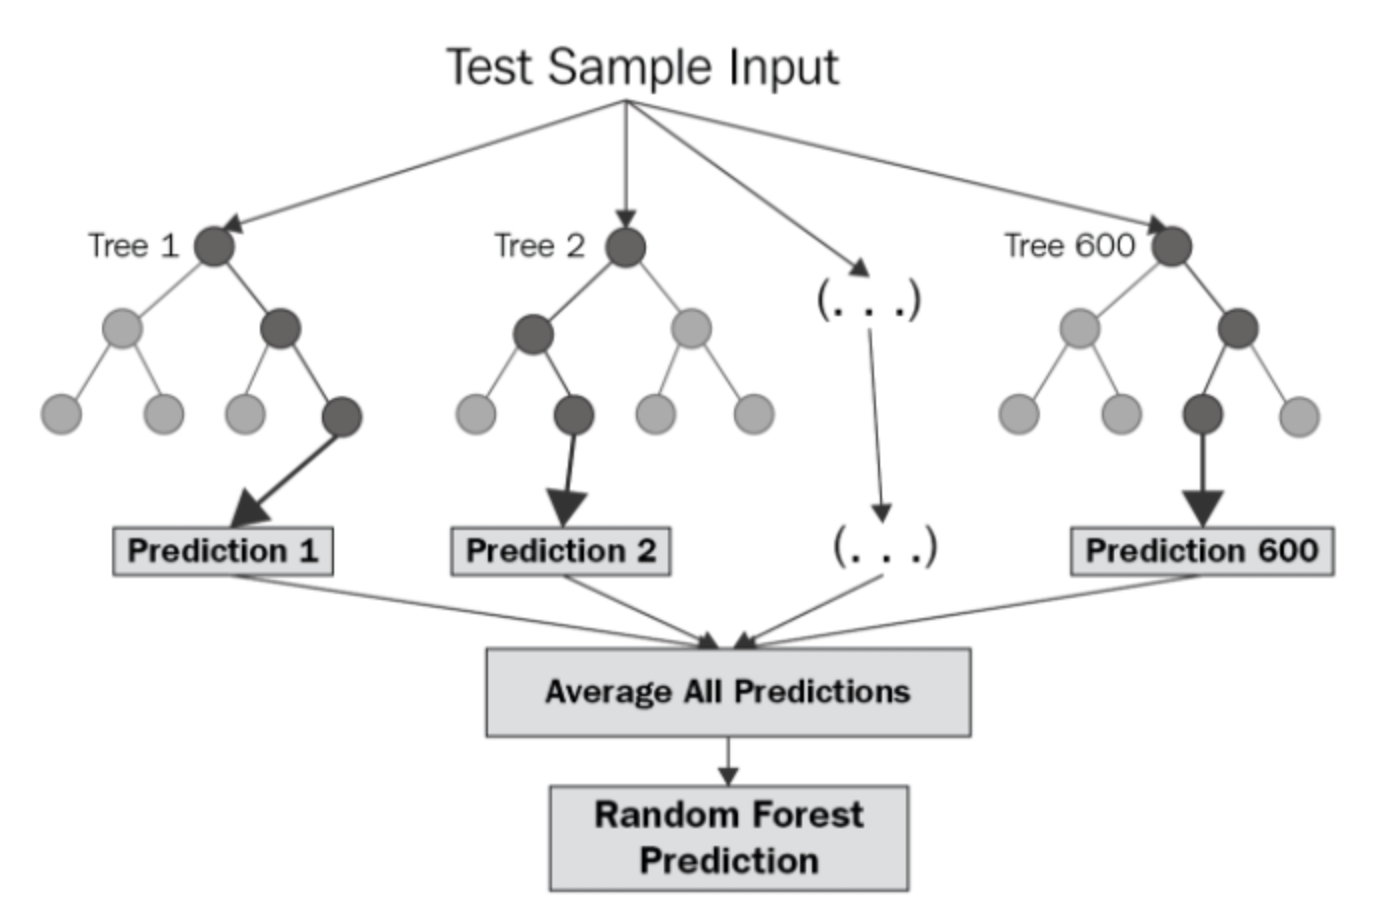 Test Sample Input
Tree 1
Tree 2
Tree 600
(. . .)
Prediction 1
Prediction 2
(. . .)
Prediction 600
Average All Predictions
Random Forest
Prediction